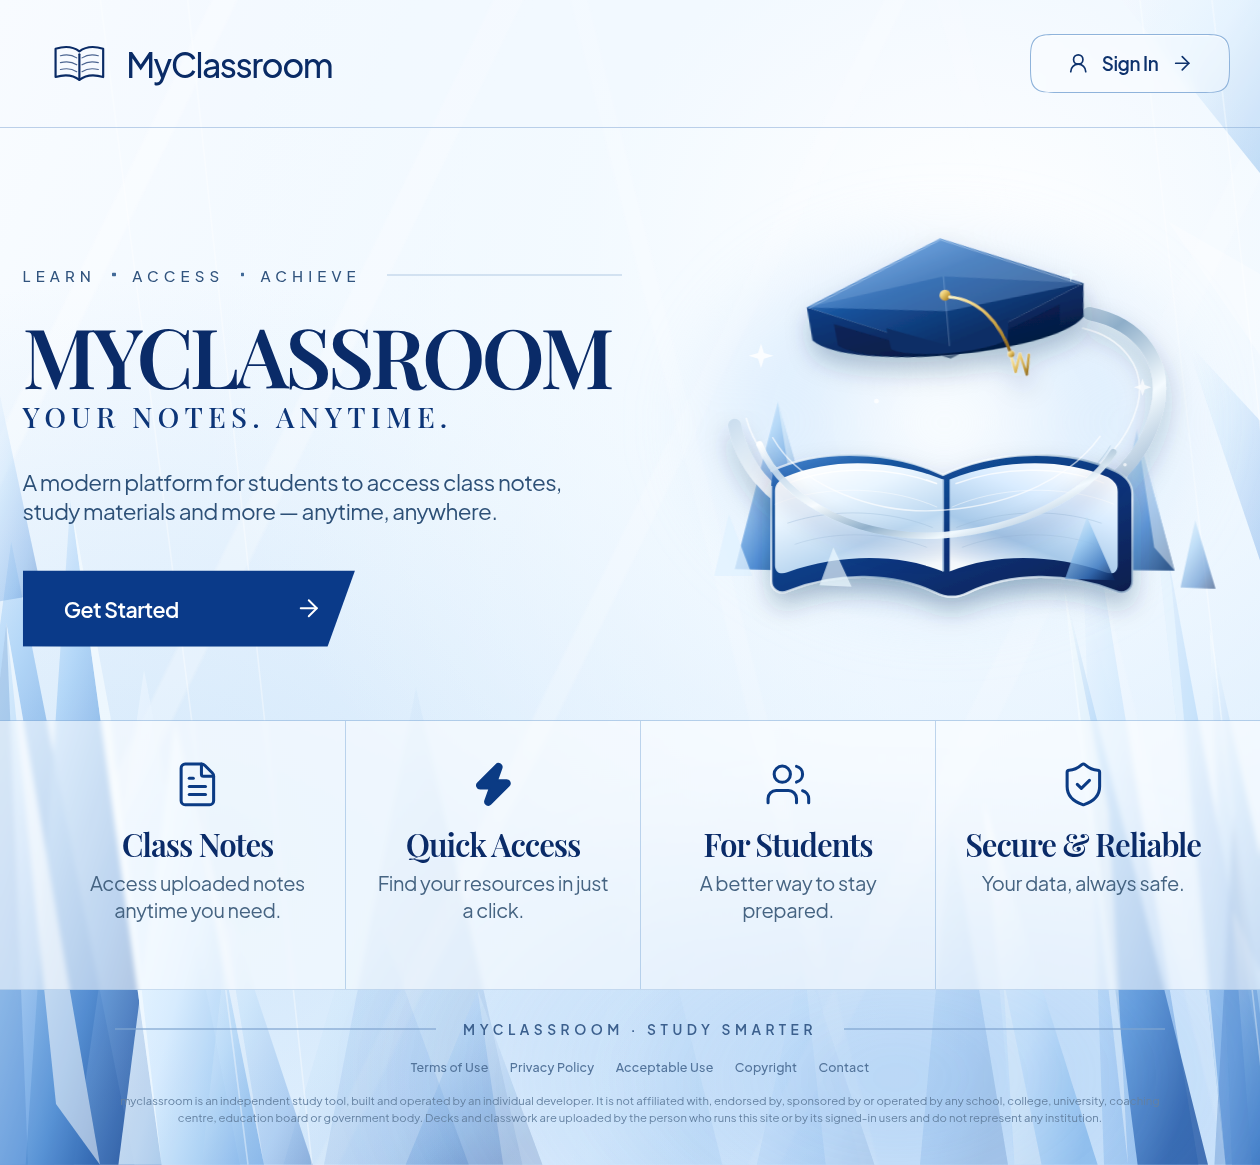 MyClassroom
Sign In
LEARN · ACCESS · ACHIEVE
MYCLASSROOM
YOUR NOTES. ANYTIME.
A modern platform for students to access class notes,
study materials and more — anytime, anywhere.
Get Started
Class Notes
Access uploaded notes
anytime you need.
Quick Access
Find your resources in just
a click.
For Students
A better way to stay
prepared.
Secure & Reliable
Your data, always safe.
MYCLASSROOM · STUDY SMARTER
Terms of Use Privacy Policy Acceptable Use Copyright Contact
myclassroom is an independent study tool, built and operated by an individual developer. It is not affiliated with, endorsed by, sponsored by or operated by any school, college, university,
centre, education board or government body. Decks and classwork are uploaded by the person who runs this site or by its signed-in users and do not represent any institution.